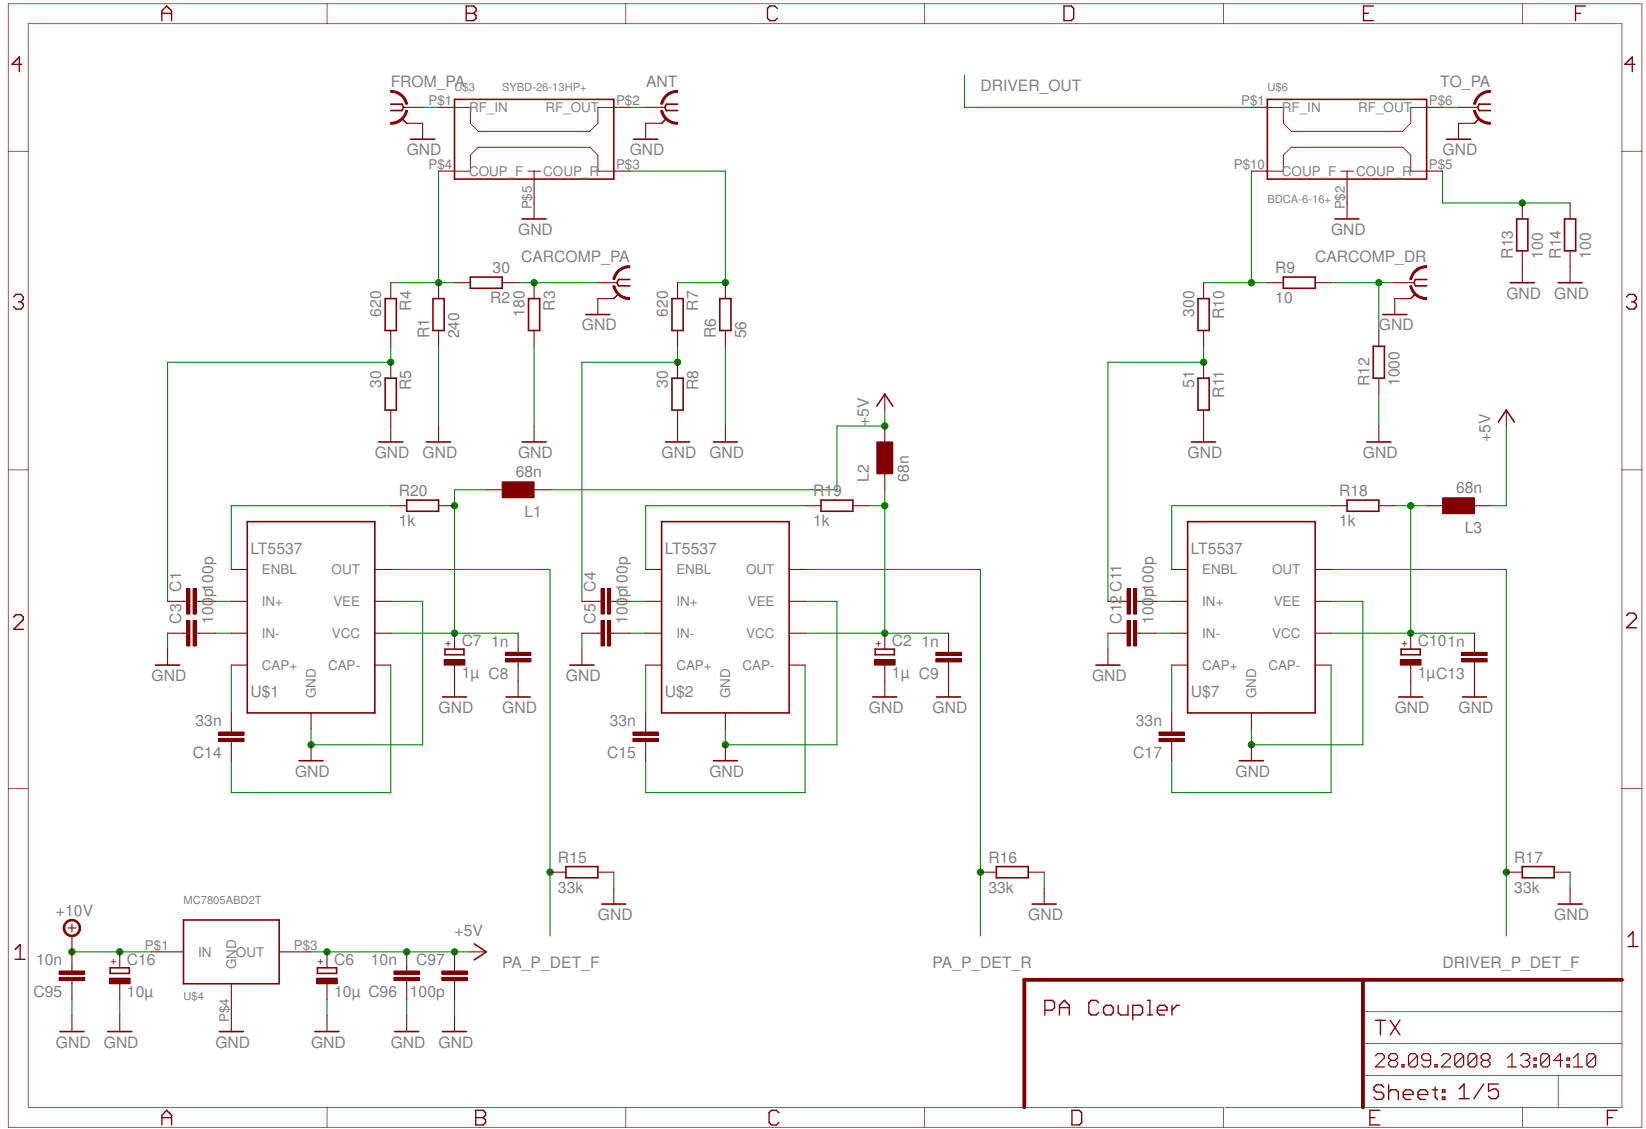 A B C D E F
4 4
FROM_PA U$3 SYBD-26-13HP+ ANT DRIVER_OUT U$6 TO_PA
P$1 RF_IN RF_OUT P$2 P$1 RF_IN RF_OUT P$6
GND GND GND
P$4 COUP_F COUP_R P$3 P$10 COUP_F COUP_R P$5
P$5 BDCA-6-16+ P$2
GND GND
R13 100 R14 100
GND GND
CARCOMP_PA CARCOMP_DR
3 3
620 R4 R1 240 30 R2 180 R3 GND 620 R7 R6 56
300 R10 R9 10 GND
30 R5 30 R8 51 R11 R12 1000
GND GND GND GND GND GND GND
+5V L2 68n +5V
68n L1 68n L3
R20 1k R19 1k R18 1k
LT5537 LT5537 LT5537
ENBL OUT ENBL OUT ENBL OUT
C1 100p IN+ VEE C4 100p IN+ VEE C11 100p IN+ VEE
C3 100p IN- VCC C5 100p IN- VCC C12 100p IN- VCC
2 2
C7 1µ 1n C8 C2 1µ 1n C9 C10 1µ 1n C13
GND CAP+ CAP- GND CAP+ CAP- GND CAP+ CAP-
U$1 GND U$2 GND U$7 GND
GND GND GND GND GND GND
33n C14 33n C15 33n C17
GND GND GND
R15 33k R16 33k R17 33k
GND GND GND
+10V MC7805ABD2T +5V
1 1
P$1 IN GND OUT P$3
10n C95 C16 10µ U$4 P$4 C6 10µ 10n C96 C97 100p
GND GND GND GND GND GND
PA_P_DET_F PA_P_DET_R DRIVER_P_DET_F
PA Coupler
TX
28.09.2008 13:04:10
Sheet: 1/5
A B C D E F